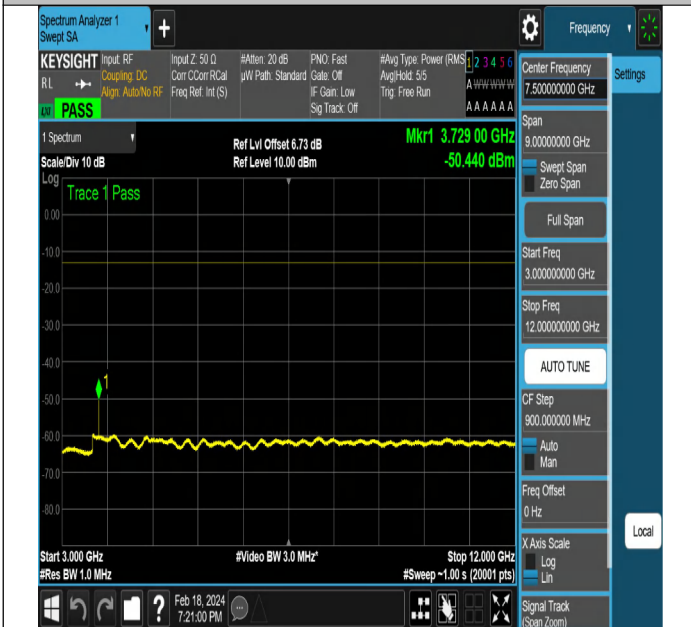 Spectrum Analyzer 1
Swept SA
+
Frequency
KEYSIGHT
RL
LXI
PASS
Input: RF
Coupling: DC
Align: Auto/No RF
Input Z: 50 Ω
Corr CCorr RCal
Freq Ref: Int (S)
#Atten: 20 dB
µW Path: Standard
PNO: Fast
Gate: Off
IF Gain: Low
Sig Track: Off
#Avg Type: Power (RMS
Avg|Hold: 5/5
Trig: Free Run
1 2 3 4 5 6
A W W W W W
A A A A A A
Center Frequency
7.500000000 GHz
Settings
Span
9.00000000 GHz
Swept Span
Zero Span
Full Span
Start Freq
3.000000000 GHz
Stop Freq
12.000000000 GHz
AUTO TUNE
CF Step
900.000000 MHz
Auto
Man
Freq Offset
0 Hz
X Axis Scale
Log
Lin
Signal Track
(Span Zoom)
Local
1 Spectrum
Scale/Div 10 dB
Log
Ref Lvl Offset 6.73 dB
Ref Level 10.00 dBm
Mkr1 3.729 00 GHz
-50.440 dBm
Trace 1 Pass
0.00
-10.0
-20.0
-30.0
-40.0
-50.0
-60.0
-70.0
-80.0
1
Start 3.000 GHz
#Res BW 1.0 MHz
#Video BW 3.0 MHz*
Stop 12.000 GHz
#Sweep ~1.00 s (20001 pts)
?
Feb 18, 2024
7:21:00 PM